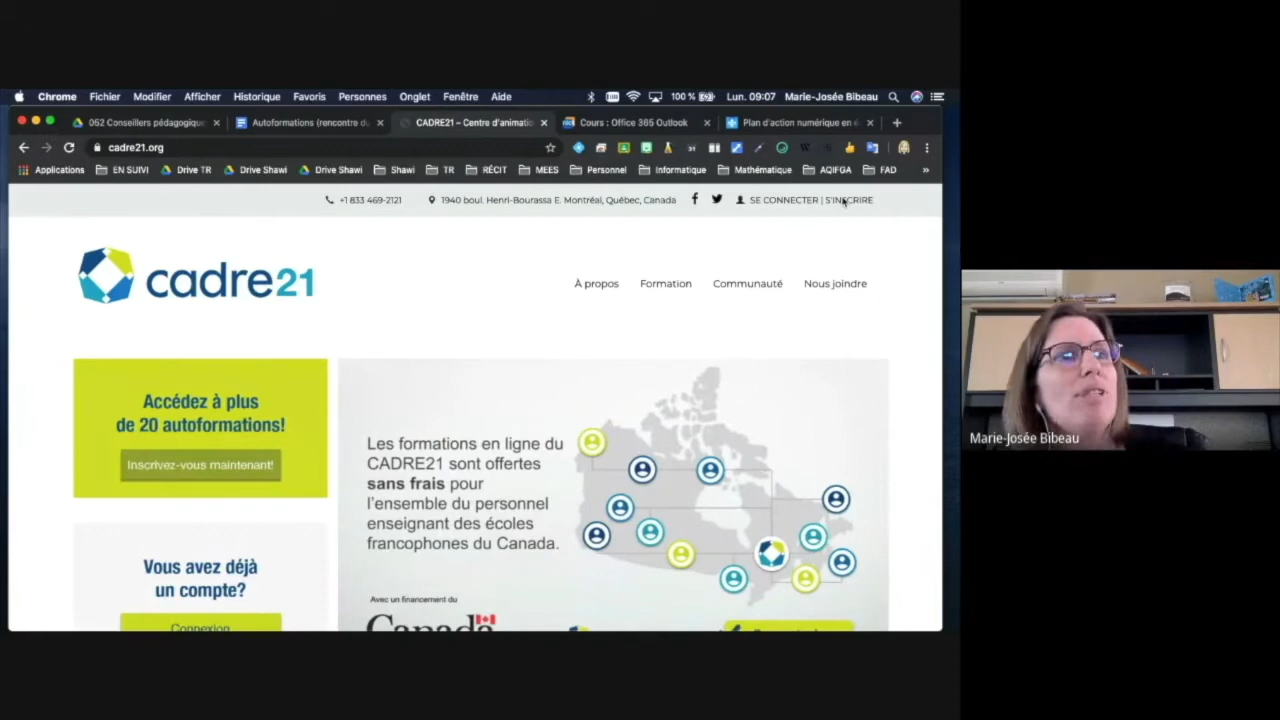 Chrome Fichier Modifier Afficher Historique Favoris Personnes Onglet Fenêtre Aide 100 % Lun. 09:07 Marie-Josée Bibeau
052 Conseillers pédagogique Autoformations (rencontre du CADRE21 – Centre d'animatio Cours : Office 365 Outlook Plan d'action numérique en é
cadre21.org
Applications EN SUIVI Drive TR Drive Shawi Drive Shawi Shawi TR RÉCIT MEES Personnel Informatique Mathématique AQIFGA FAD »
+1 833 469-2121 1940 boul. Henri-Bourassa E. Montréal, Québec, Canada SE CONNECTER | S'INSCRIRE
cadre21
À propos Formation Communauté Nous joindre
Accédez à plus
de 20 autoformations!
Inscrivez-vous maintenant!
Vous avez déjà
un compte?
Connexion
Les formations en ligne du
CADRE21 sont offertes
sans frais pour
l'ensemble du personnel
enseignant des écoles
francophones du Canada.
Avec un financement du
Canada
Marie-Josée Bibeau